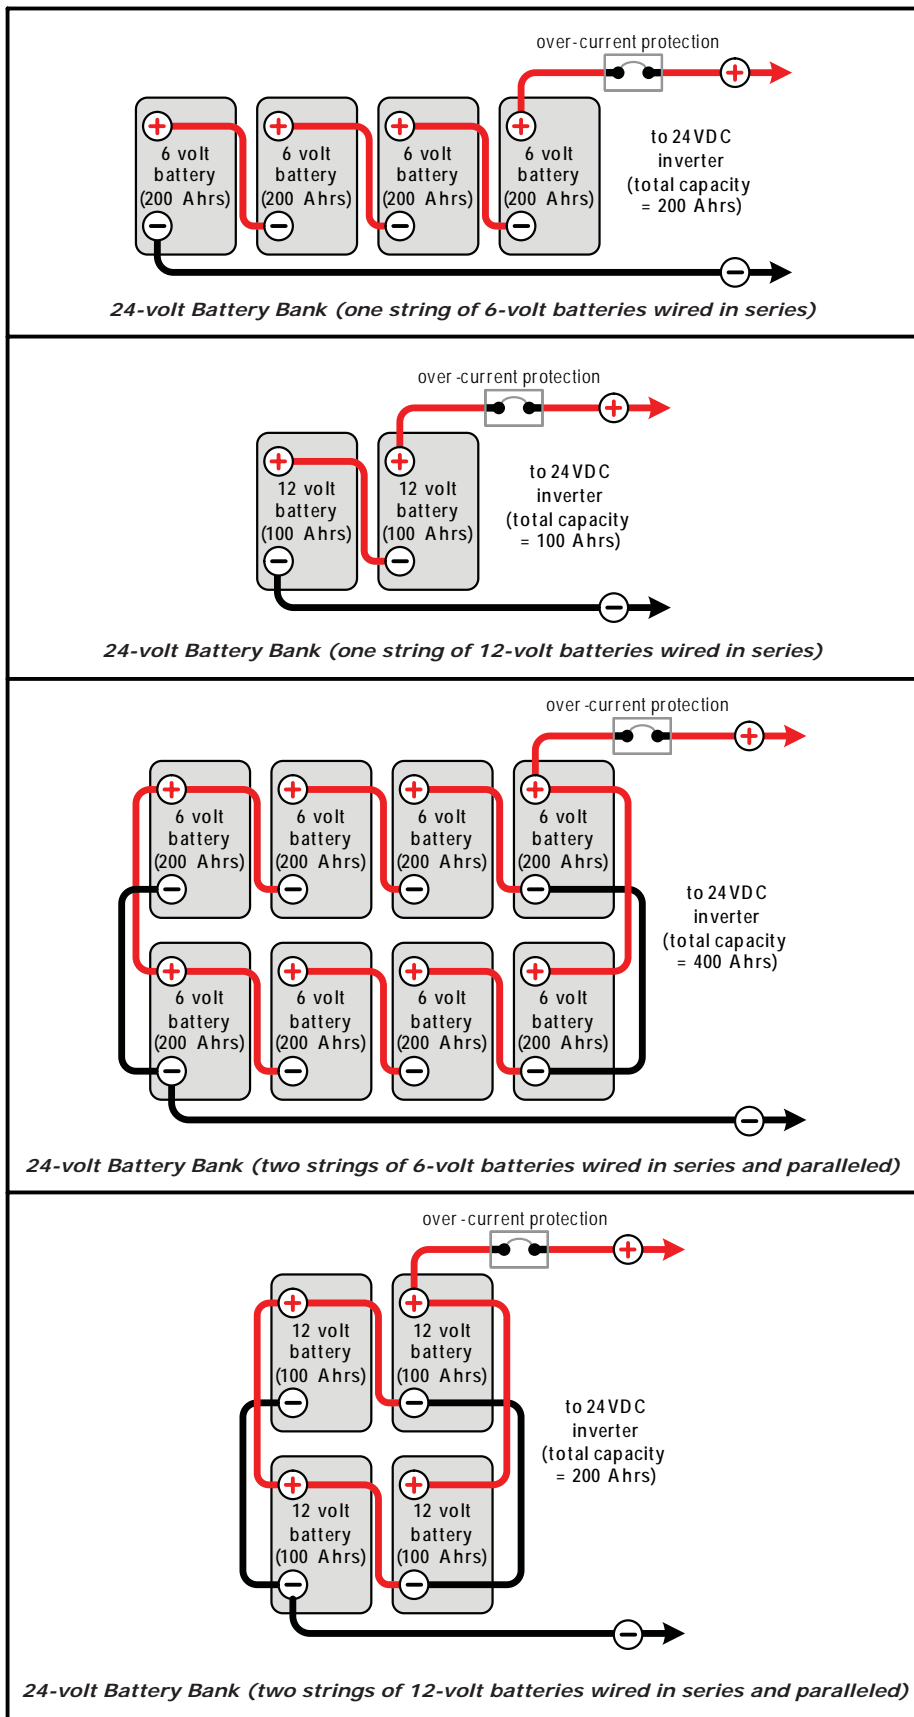 over-current protection
+
+ + + +
6 volt 6 volt 6 volt 6 volt
battery battery battery battery
(200 Ahrs) (200 Ahrs) (200 Ahrs) (200 Ahrs)
− − − −
to 24VDC
inverter
(total capacity
= 200 Ahrs)
−
24-volt Battery Bank (one string of 6-volt batteries wired in series)
over-current protection
+
+ +
12 volt 12 volt
battery battery
(100 Ahrs) (100 Ahrs)
− −
to 24VDC
inverter
(total capacity
= 100 Ahrs)
−
24-volt Battery Bank (one string of 12-volt batteries wired in series)
over-current protection
+
+ + + +
6 volt 6 volt 6 volt 6 volt
battery battery battery battery
(200 Ahrs) (200 Ahrs) (200 Ahrs) (200 Ahrs)
− − − −
to 24VDC
inverter
(total capacity
= 400 Ahrs)
+ + + +
6 volt 6 volt 6 volt 6 volt
battery battery battery battery
(200 Ahrs) (200 Ahrs) (200 Ahrs) (200 Ahrs)
− − − −
−
24-volt Battery Bank (two strings of 6-volt batteries wired in series and paralleled)
over-current protection
+
+ +
12 volt 12 volt
battery battery
(100 Ahrs) (100 Ahrs)
− −
to 24VDC
inverter
(total capacity
= 200 Ahrs)
+ +
12 volt 12 volt
battery battery
(100 Ahrs) (100 Ahrs)
− −
−
24-volt Battery Bank (two strings of 12-volt batteries wired in series and paralleled)